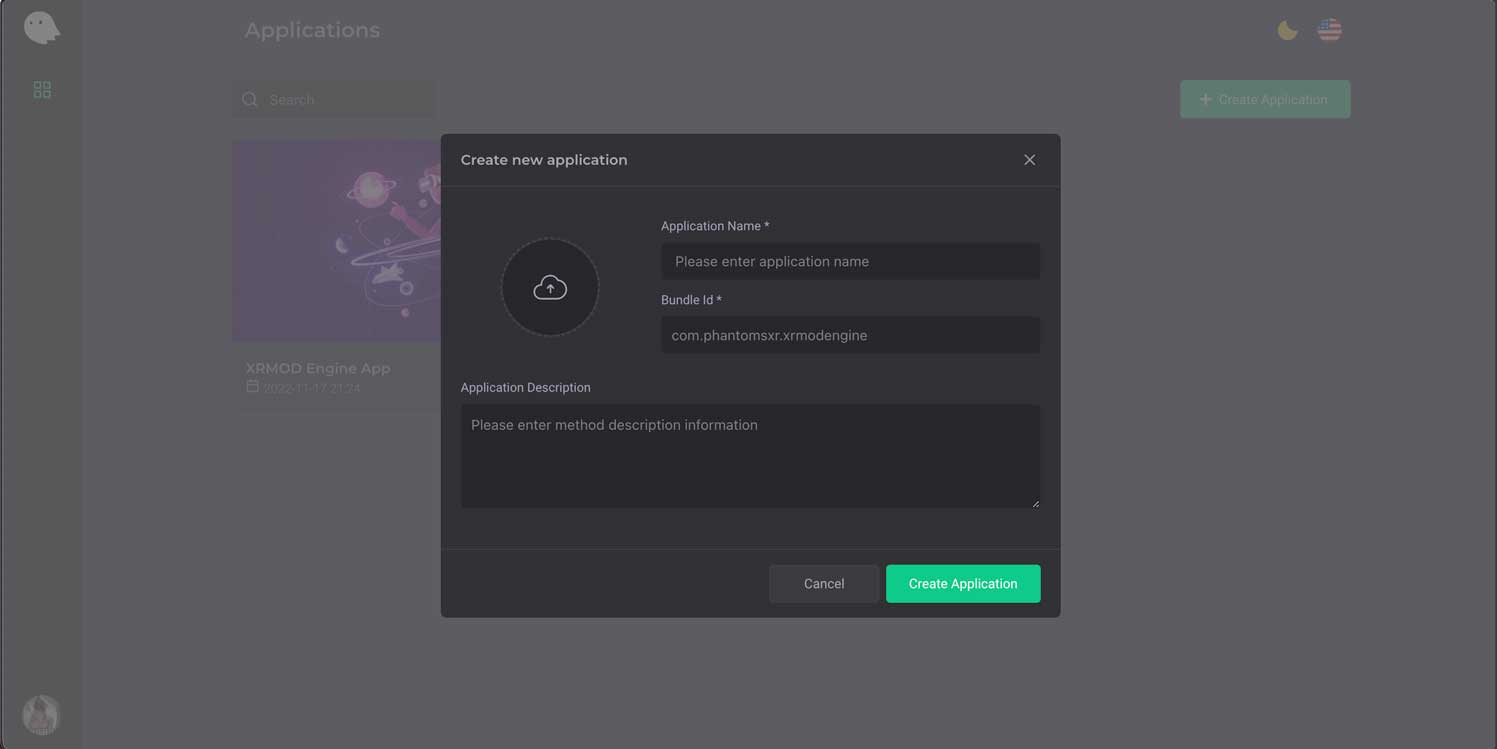 Applications
Search
Create Application
Create new application
Application Name *
Please enter application name
Bundle Id *
com.phantomsxr.xrmodengine
XRMOD Engine App
2022-11-17 21:24
Application Description
Please enter method description information
Cancel
Create Application